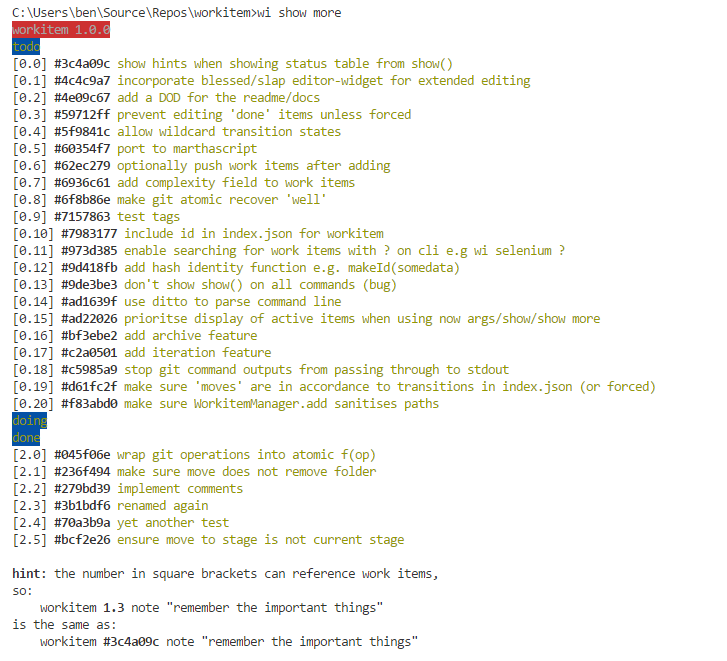 C:\Users\ben\Source\Repos\workitem>wi show more
workitem 1.0.0
todo
[0.0] #3c4a09c show hints when showing status table from show()
[0.1] #4c4c9a7 incorporate blessed/slap editor-widget for extended editing
[0.2] #4e09c67 add a DOD for the readme/docs
[0.3] #59712ff prevent editing 'done' items unless forced
[0.4] #5f9841c allow wildcard transition states
[0.5] #60354f7 port to marthascript
[0.6] #62ec279 optionally push work items after adding
[0.7] #6936c61 add complexity field to work items
[0.8] #6f8b86e make git atomic recover 'well'
[0.9] #7157863 test tags
[0.10] #7983177 include id in index.json for workitem
[0.11] #973d385 enable searching for work items with ? on cli e.g wi selenium ?
[0.12] #9d418fb add hash identity function e.g. makeId(somedata)
[0.13] #9de3be3 don't show show() on all commands (bug)
[0.14] #ad1639f use ditto to parse command line
[0.15] #ad22026 prioritse display of active items when using now args/show/show more
[0.16] #bf3ebe2 add archive feature
[0.17] #c2a0501 add iteration feature
[0.18] #c5985a9 stop git command outputs from passing through to stdout
[0.19] #d61fc2f make sure 'moves' are in accordance to transitions in index.json (or forced)
[0.20] #f83abd0 make sure WorkitemManager.add sanitises paths
doing
done
[2.0] #045f06e wrap git operations into atomic f(op)
[2.1] #236f494 make sure move does not remove folder
[2.2] #279bd39 implement comments
[2.3] #3b1bdf6 renamed again
[2.4] #70a3b9a yet another test
[2.5] #bcf2e26 ensure move to stage is not current stage
hint: the number in square brackets can reference work items,
so:
workitem 1.3 note "remember the important things"
is the same as:
workitem #3c4a09c note "remember the important things"